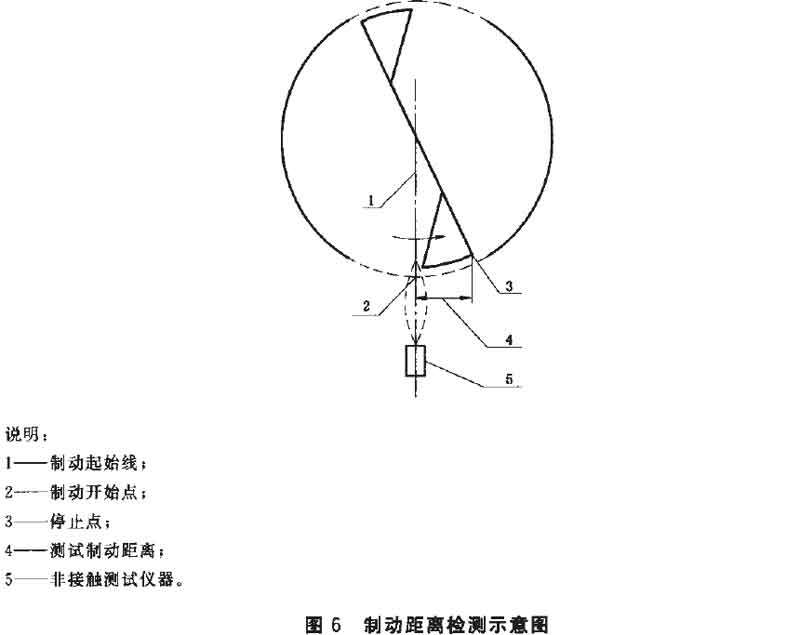 1
2
3
4
5
说明：
1——制动起始线；
2——制动开始点；
3——停止点；
4——测试制动距离；
5——非接触测试仪器。
图 6 制动距离检测示意图